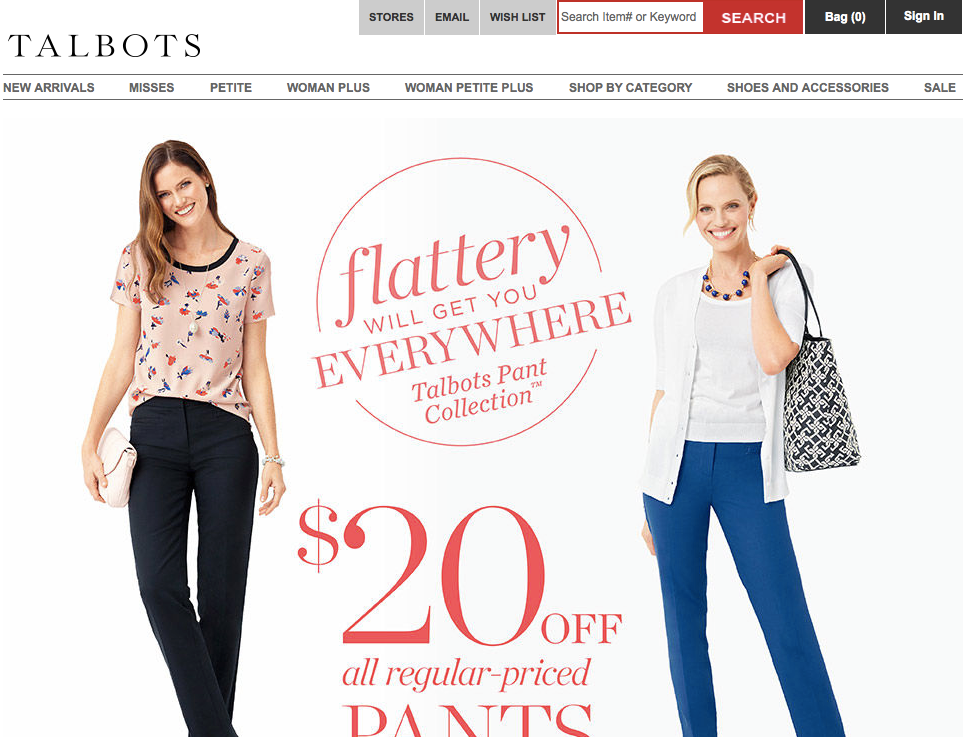 STORES
EMAIL
WISH LIST
Search Item# or Keyword
SEARCH
Bag (0)
Sign In
TALBOTS
NEW ARRIVALS
MISSES
PETITE
WOMAN PLUS
WOMAN PETITE PLUS
SHOP BY CATEGORY
SHOES AND ACCESSORIES
SALE
flattery
WILL GET YOU
EVERYWHERE
Talbots Pant
Collection™
$20 OFF
all regular-priced
PANTS